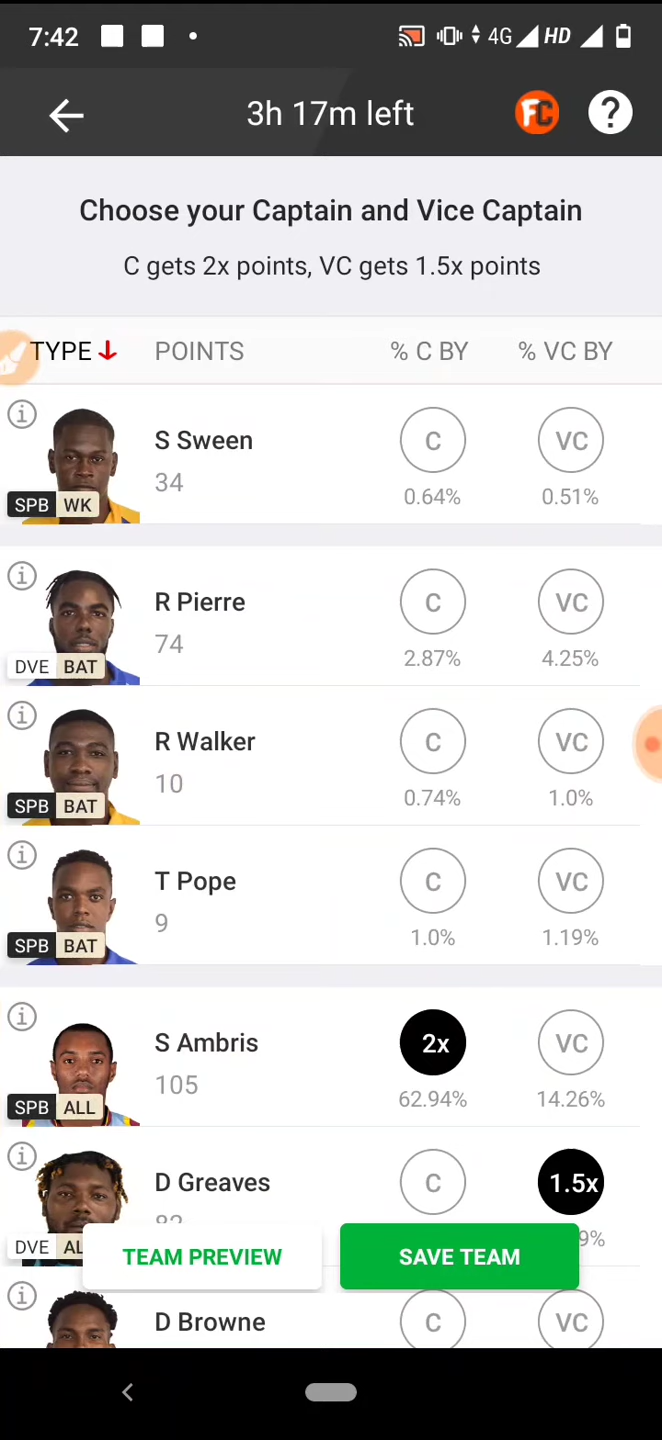 7:42 4G HD
3h 17m left FC ?
Choose your Captain and Vice Captain
C gets 2x points, VC gets 1.5x points
TYPE POINTS % C BY % VC BY
S Sween C VC
34 0.64% 0.51%
SPB WK
R Pierre C VC
74 2.87% 4.25%
DVE BAT
R Walker C VC
10 0.74% 1.0%
SPB BAT
T Pope C VC
9 1.0% 1.19%
SPB BAT
S Ambris 2x VC
105 62.94% 14.26%
SPB ALL
D Greaves C 1.5x
9%
DVE AL
TEAM PREVIEW SAVE TEAM
D Browne C VC